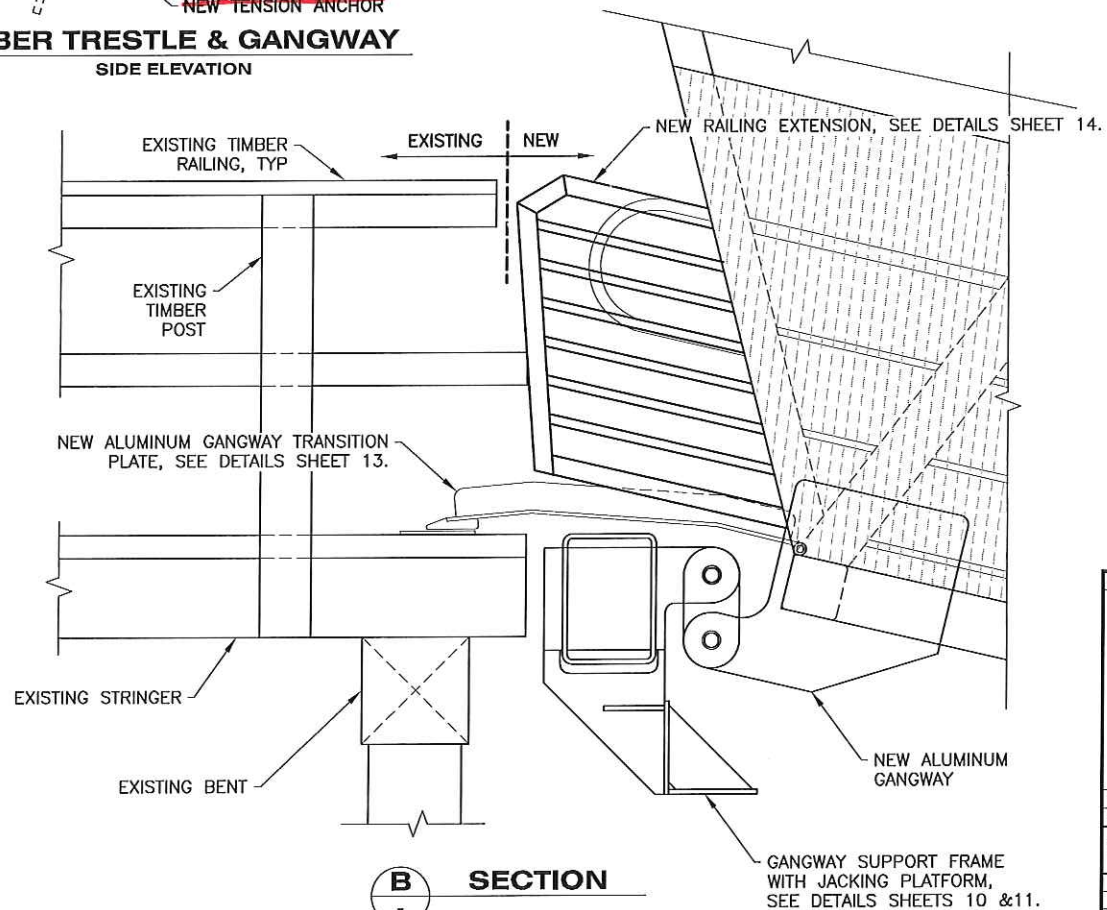 NEW TENSION ANCHOR
BER TRESTLE & GANGWAY
SIDE ELEVATION
EXISTING TIMBER
RAILING, TYP
EXISTING
NEW
NEW RAILING EXTENSION, SEE DETAILS SHEET 14.
EXISTING
TIMBER
POST
NEW ALUMINUM GANGWAY TRANSITION
PLATE, SEE DETAILS SHEET 13.
EXISTING STRINGER
EXISTING BENT
NEW ALUMINUM
GANGWAY
GANGWAY SUPPORT FRAME
WITH JACKING PLATFORM,
SEE DETAILS SHEETS 10 &11.
B
SECTION